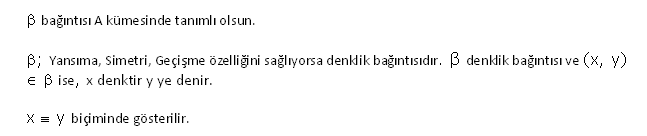 β bağıntısı A kümesinde tanımlı olsun.
β; Yansıma, Simetri, Geçişme özelliğini sağlıyorsa denklik bağıntısıdır. β denklik bağıntısı ve (x, y)
∈ β ise, x denktir y ye denir.
x ≡ y biçiminde gösterilir.